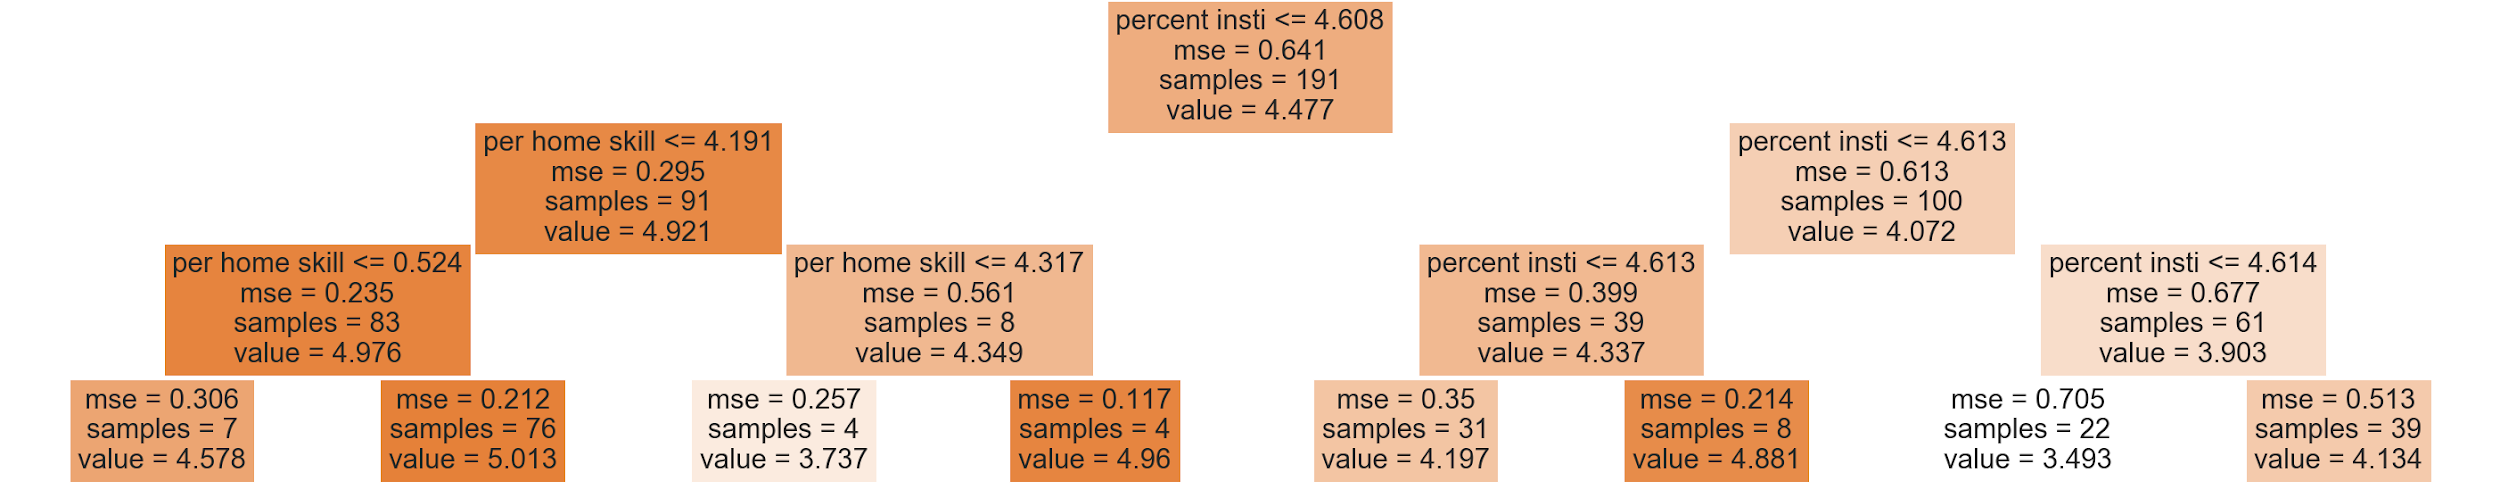 percent insti <= 4.608
mse = 0.641
samples = 191
value = 4.477
per home skill <= 4.191
mse = 0.295
samples = 91
value = 4.921
percent insti <= 4.613
mse = 0.613
samples = 100
value = 4.072
per home skill <= 0.524
mse = 0.235
samples = 83
value = 4.976
per home skill <= 4.317
mse = 0.561
samples = 8
value = 4.349
percent insti <= 4.613
mse = 0.399
samples = 39
value = 4.337
percent insti <= 4.614
mse = 0.677
samples = 61
value = 3.903
mse = 0.306
samples = 7
value = 4.578
mse = 0.212
samples = 76
value = 5.013
mse = 0.257
samples = 4
value = 3.737
mse = 0.117
samples = 4
value = 4.96
mse = 0.35
samples = 31
value = 4.197
mse = 0.214
samples = 8
value = 4.881
mse = 0.705
samples = 22
value = 3.493
mse = 0.513
samples = 39
value = 4.134